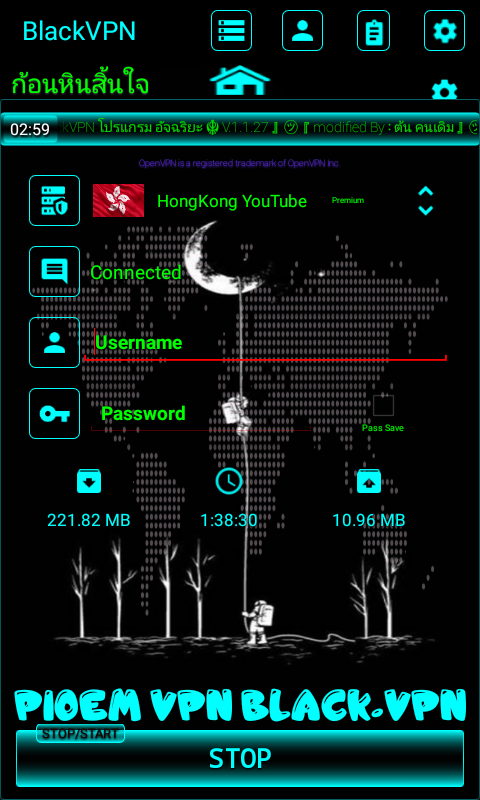 BlackVPN
ก้อนหินสิ้นใจ
02:59
kVPN โปรแกรม อัจฉริยะ V1.1.27 』 ㋡『 modified By : ต้น คนเดิม 』
OpenVPN is a registered trademark of OpenVPN Inc
HongKong YouTube Premium
Connected
Username
Password
Pass Save
221.82 MB 1:38:30 10.96 MB
PIOEM VPN BLACK.VPN
STOP/START
STOP